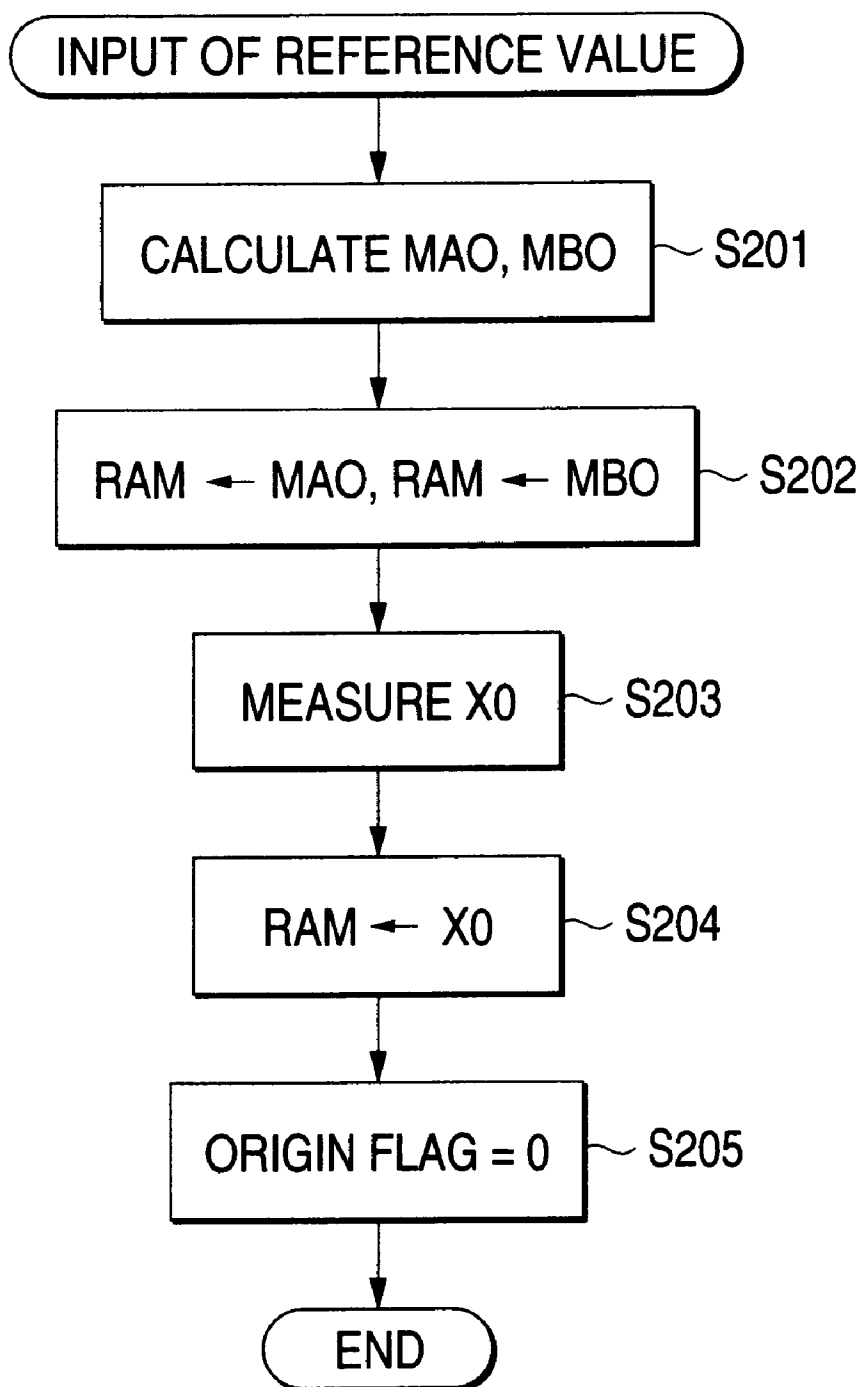 INPUT OF REFERENCE VALUE
CALCULATE MAO, MBO
S201
RAM ← MAO, RAM ← MBO
S202
MEASURE X0
S203
RAM ← X0
S204
ORIGIN FLAG = 0
S205
END